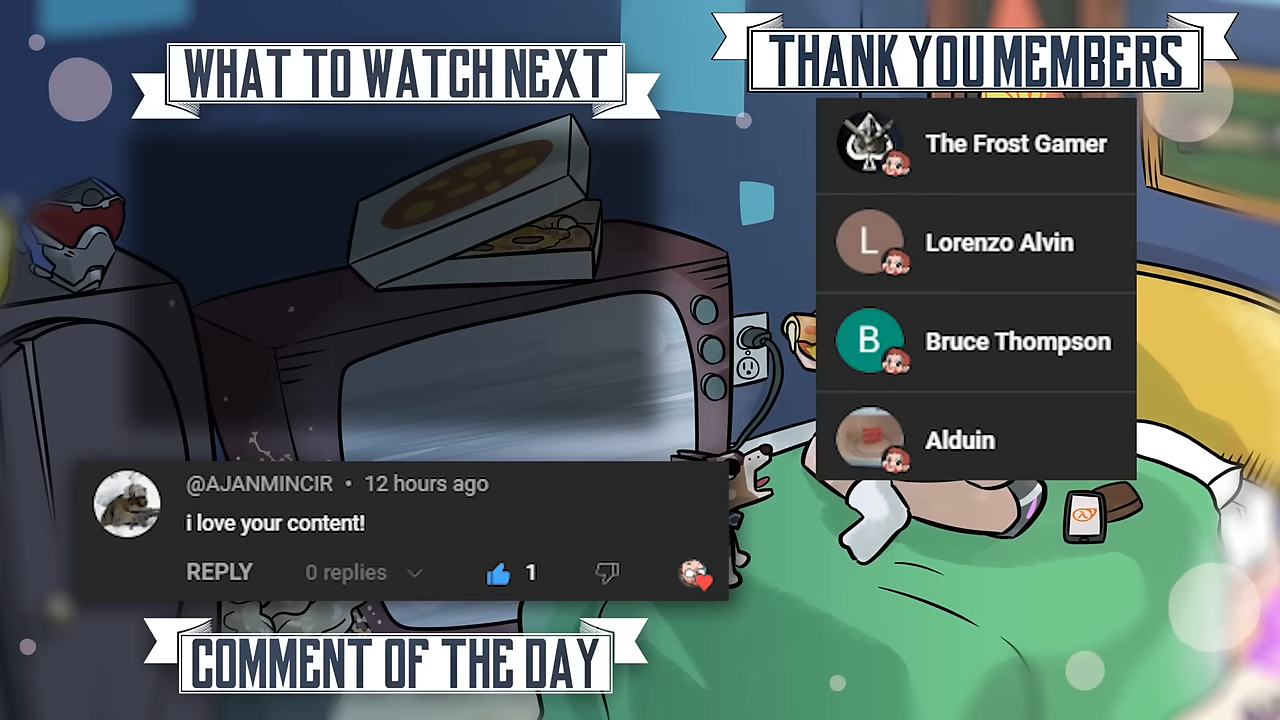 WHAT TO WATCH NEXT
THANK YOU MEMBERS
The Frost Gamer
L
Lorenzo Alvin
B
Bruce Thompson
Alduin
@AJANMINCIR • 12 hours ago
i love your content!
REPLY 0 replies 1
COMMENT OF THE DAY